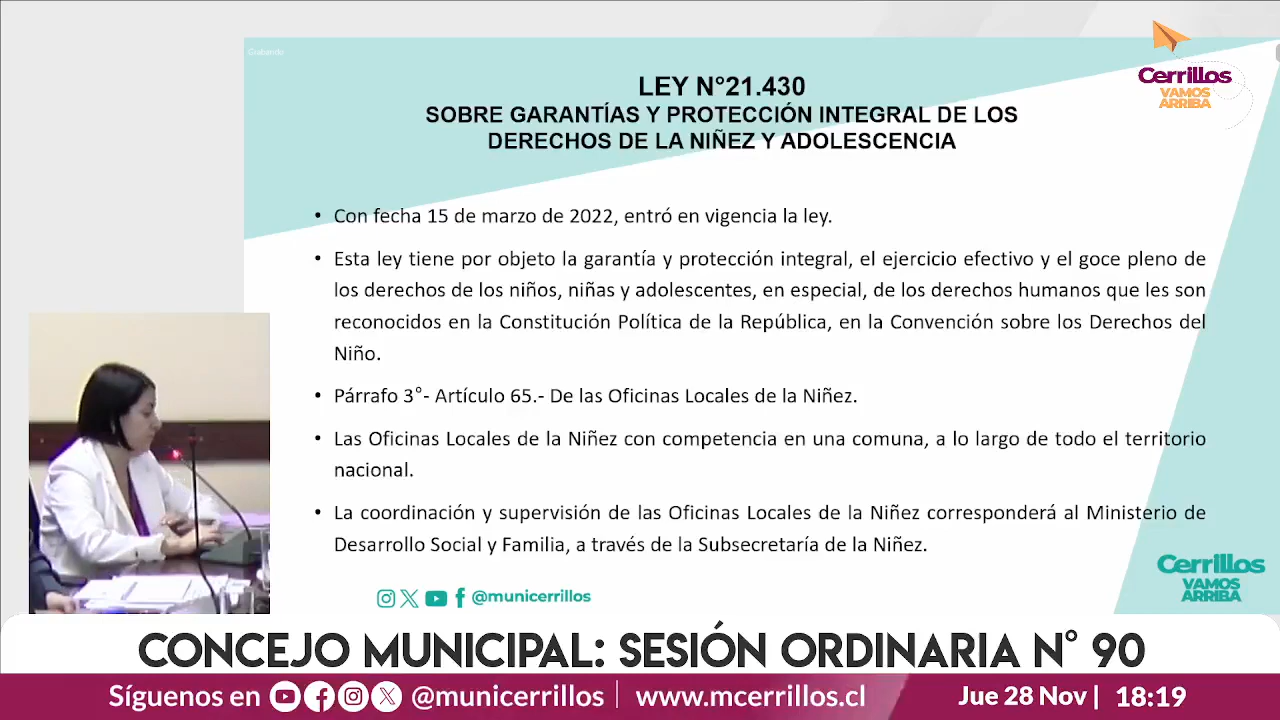 Grabando
Cerrillos
VAMOS
ARRIBA
LEY N°21.430
SOBRE GARANTÍAS Y PROTECCIÓN INTEGRAL DE LOS
DERECHOS DE LA NIÑEZ Y ADOLESCENCIA
• Con fecha 15 de marzo de 2022, entró en vigencia la ley.
• Esta ley tiene por objeto la garantía y protección integral, el ejercicio efectivo y el goce pleno de
los derechos de los niños, niñas y adolescentes, en especial, de los derechos humanos que les son
reconocidos en la Constitución Política de la República, en la Convención sobre los Derechos del
Niño.
• Párrafo 3°- Artículo 65.- De las Oficinas Locales de la Niñez.
• Las Oficinas Locales de la Niñez con competencia en una comuna, a lo largo de todo el territorio
nacional.
• La coordinación y supervisión de las Oficinas Locales de la Niñez corresponderá al Ministerio de
Desarrollo Social y Familia, a través de la Subsecretaría de la Niñez.
@municerrillos
Cerrillos
VAMOS
ARRIBA
CONCEJO MUNICIPAL: SESIÓN ORDINARIA N° 90
Síguenos en @municerrillos | www.mcerrillos.cl
Jue 28 Nov | 18:19